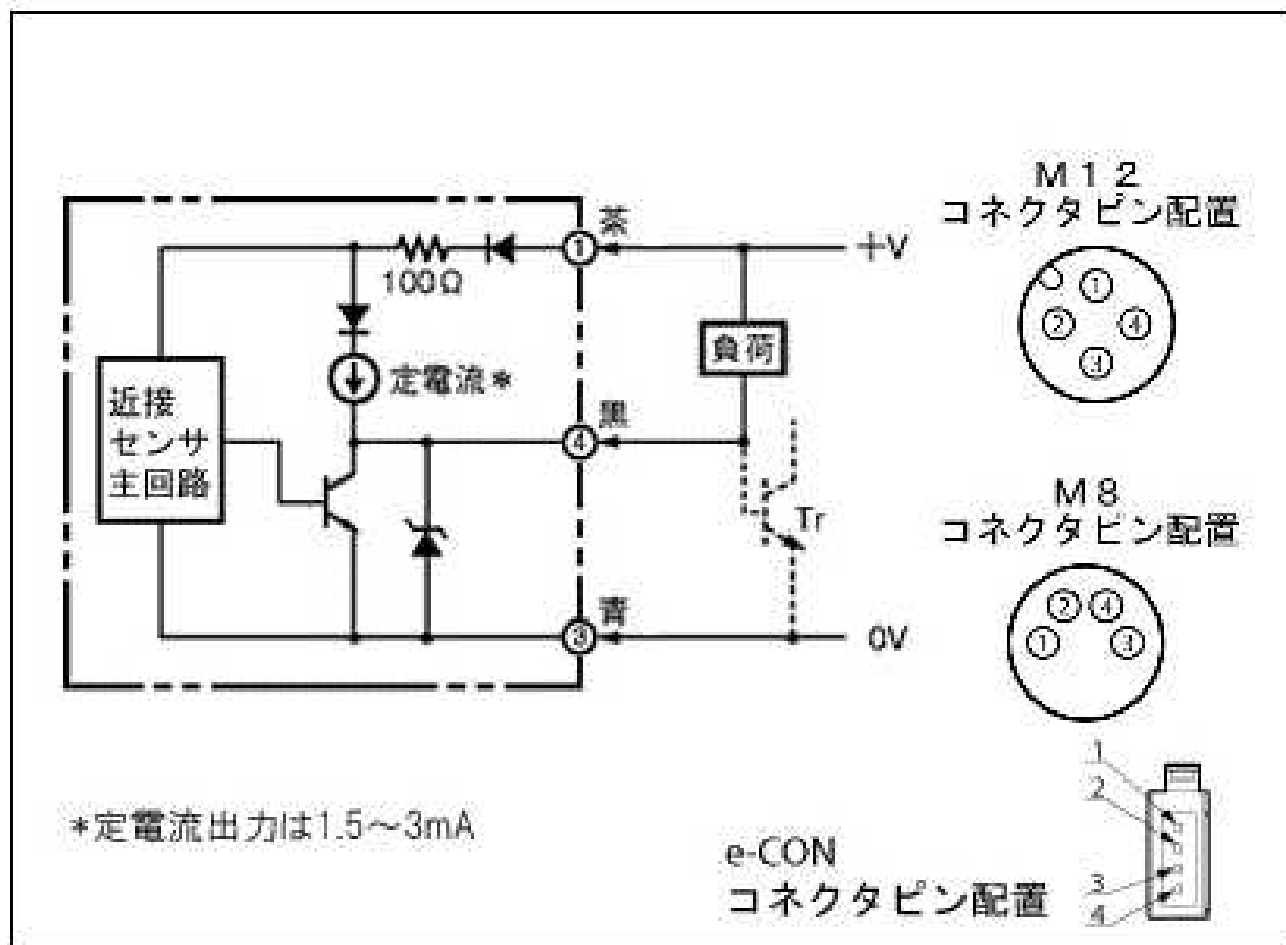 M12
コネクタピン配置
① 茶
+V
100Ω
①
②
④
③
負荷
定電流*
近接
センサ
主回路
黒
④
M8
コネクタピン配置
Tr
②④
①
③
青
③
0V
1
2
*定電流出力は1.5~3mA
e-CON
コネクタピン配置
3
4